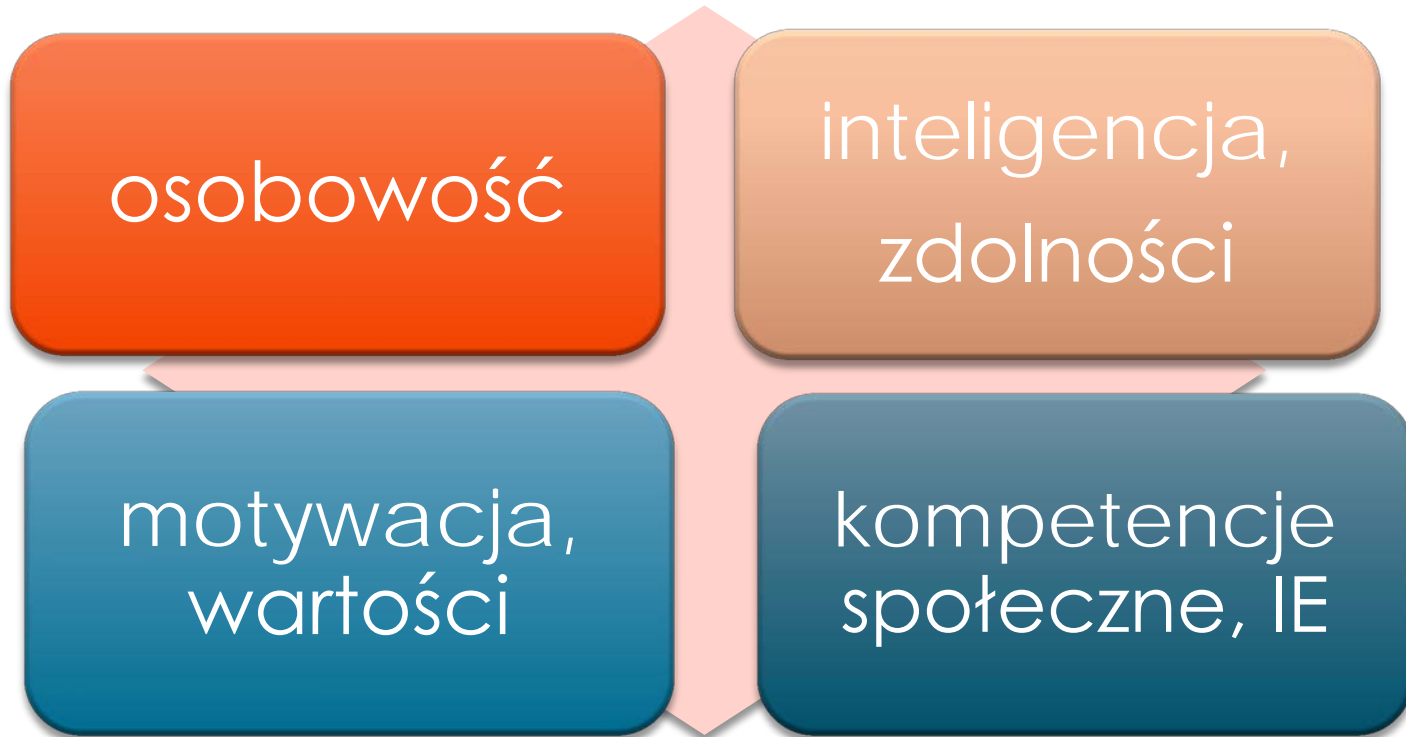 osobowość
inteligencja,
zdolności
motywacja,
wartości
kompetencje
społeczne, IE